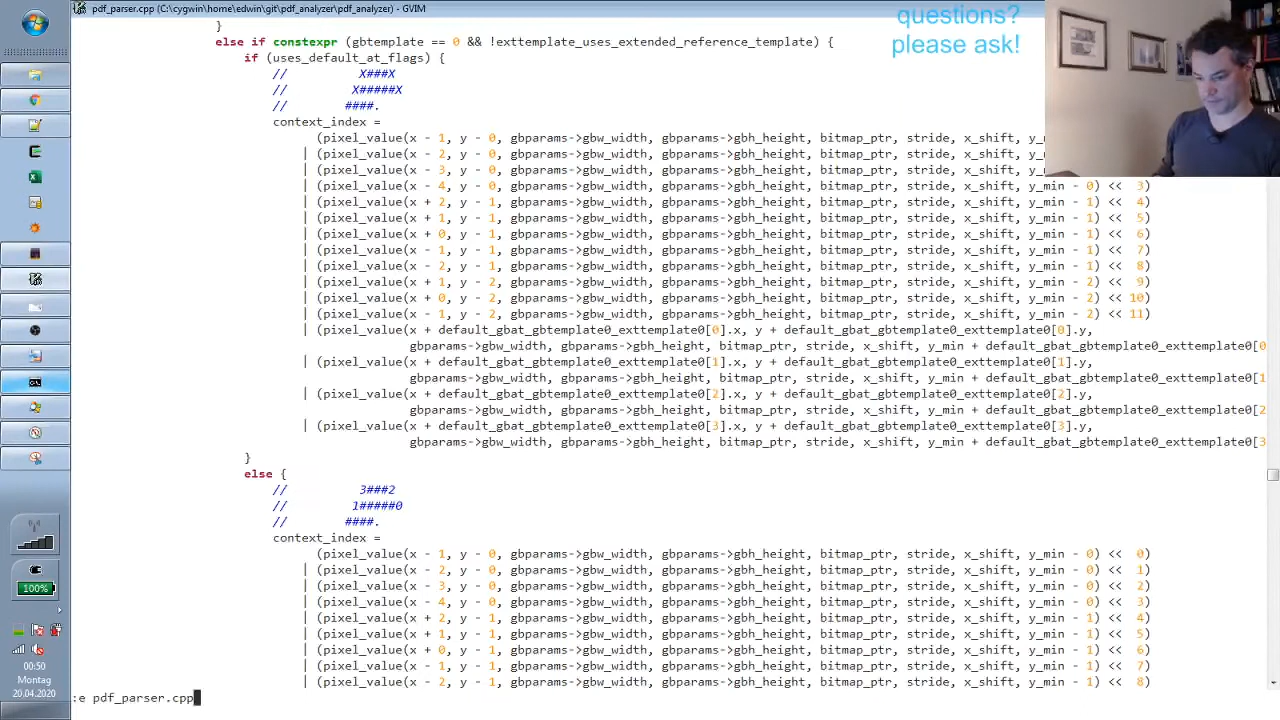 pdf_parser.cpp (C:\cygwin\home\edwin\git\pdf_analyzer\pdf_analyzer) - GVIM
questions?
please ask!
}
else if constexpr (gbtemplate == 0 && !exttemplate_uses_extended_reference_template) {
if (uses_default_at_flags) {
// X###X
// X#####X
// ####.
context_index =
(pixel_value(x - 1, y - 0, gbparams->gbw_width, gbparams->gbh_height, bitmap_ptr, stride, x_shift, y_m
| (pixel_value(x - 2, y - 0, gbparams->gbw_width, gbparams->gbh_height, bitmap_ptr, stride, x_shift, y_m
| (pixel_value(x - 3, y - 0, gbparams->gbw_width, gbparams->gbh_height, bitmap_ptr, stride, x_shift, y_m
| (pixel_value(x - 4, y - 0, gbparams->gbw_width, gbparams->gbh_height, bitmap_ptr, stride, x_shift, y_min - 0) << 3)
| (pixel_value(x + 2, y - 1, gbparams->gbw_width, gbparams->gbh_height, bitmap_ptr, stride, x_shift, y_min - 1) << 4)
| (pixel_value(x + 1, y - 1, gbparams->gbw_width, gbparams->gbh_height, bitmap_ptr, stride, x_shift, y_min - 1) << 5)
| (pixel_value(x + 0, y - 1, gbparams->gbw_width, gbparams->gbh_height, bitmap_ptr, stride, x_shift, y_min - 1) << 6)
| (pixel_value(x - 1, y - 1, gbparams->gbw_width, gbparams->gbh_height, bitmap_ptr, stride, x_shift, y_min - 1) << 7)
| (pixel_value(x - 2, y - 1, gbparams->gbw_width, gbparams->gbh_height, bitmap_ptr, stride, x_shift, y_min - 1) << 8)
| (pixel_value(x + 1, y - 2, gbparams->gbw_width, gbparams->gbh_height, bitmap_ptr, stride, x_shift, y_min - 2) << 9)
| (pixel_value(x + 0, y - 2, gbparams->gbw_width, gbparams->gbh_height, bitmap_ptr, stride, x_shift, y_min - 2) << 10)
| (pixel_value(x - 1, y - 2, gbparams->gbw_width, gbparams->gbh_height, bitmap_ptr, stride, x_shift, y_min - 2) << 11)
| (pixel_value(x + default_gbat_gbtemplate0_exttemplate0[0].x, y + default_gbat_gbtemplate0_exttemplate0[0].y,
gbparams->gbw_width, gbparams->gbh_height, bitmap_ptr, stride, x_shift, y_min + default_gbat_gbtemplate0_exttemplate0[0
| (pixel_value(x + default_gbat_gbtemplate0_exttemplate0[1].x, y + default_gbat_gbtemplate0_exttemplate0[1].y,
gbparams->gbw_width, gbparams->gbh_height, bitmap_ptr, stride, x_shift, y_min + default_gbat_gbtemplate0_exttemplate0[1
| (pixel_value(x + default_gbat_gbtemplate0_exttemplate0[2].x, y + default_gbat_gbtemplate0_exttemplate0[2].y,
gbparams->gbw_width, gbparams->gbh_height, bitmap_ptr, stride, x_shift, y_min + default_gbat_gbtemplate0_exttemplate0[2
| (pixel_value(x + default_gbat_gbtemplate0_exttemplate0[3].x, y + default_gbat_gbtemplate0_exttemplate0[3].y,
gbparams->gbw_width, gbparams->gbh_height, bitmap_ptr, stride, x_shift, y_min + default_gbat_gbtemplate0_exttemplate0[3
}
else {
// 3###2
// 1#####0
// ####.
context_index =
(pixel_value(x - 1, y - 0, gbparams->gbw_width, gbparams->gbh_height, bitmap_ptr, stride, x_shift, y_min - 0) << 0)
| (pixel_value(x - 2, y - 0, gbparams->gbw_width, gbparams->gbh_height, bitmap_ptr, stride, x_shift, y_min - 0) << 1)
| (pixel_value(x - 3, y - 0, gbparams->gbw_width, gbparams->gbh_height, bitmap_ptr, stride, x_shift, y_min - 0) << 2)
| (pixel_value(x - 4, y - 0, gbparams->gbw_width, gbparams->gbh_height, bitmap_ptr, stride, x_shift, y_min - 0) << 3)
| (pixel_value(x + 2, y - 1, gbparams->gbw_width, gbparams->gbh_height, bitmap_ptr, stride, x_shift, y_min - 1) << 4)
| (pixel_value(x + 1, y - 1, gbparams->gbw_width, gbparams->gbh_height, bitmap_ptr, stride, x_shift, y_min - 1) << 5)
| (pixel_value(x + 0, y - 1, gbparams->gbw_width, gbparams->gbh_height, bitmap_ptr, stride, x_shift, y_min - 1) << 6)
| (pixel_value(x - 1, y - 1, gbparams->gbw_width, gbparams->gbh_height, bitmap_ptr, stride, x_shift, y_min - 1) << 7)
| (pixel_value(x - 2, y - 1, gbparams->gbw_width, gbparams->gbh_height, bitmap_ptr, stride, x_shift, y_min - 1) << 8)
:e pdf_parser.cpp
100%
00:50
Montag
20.04.2020